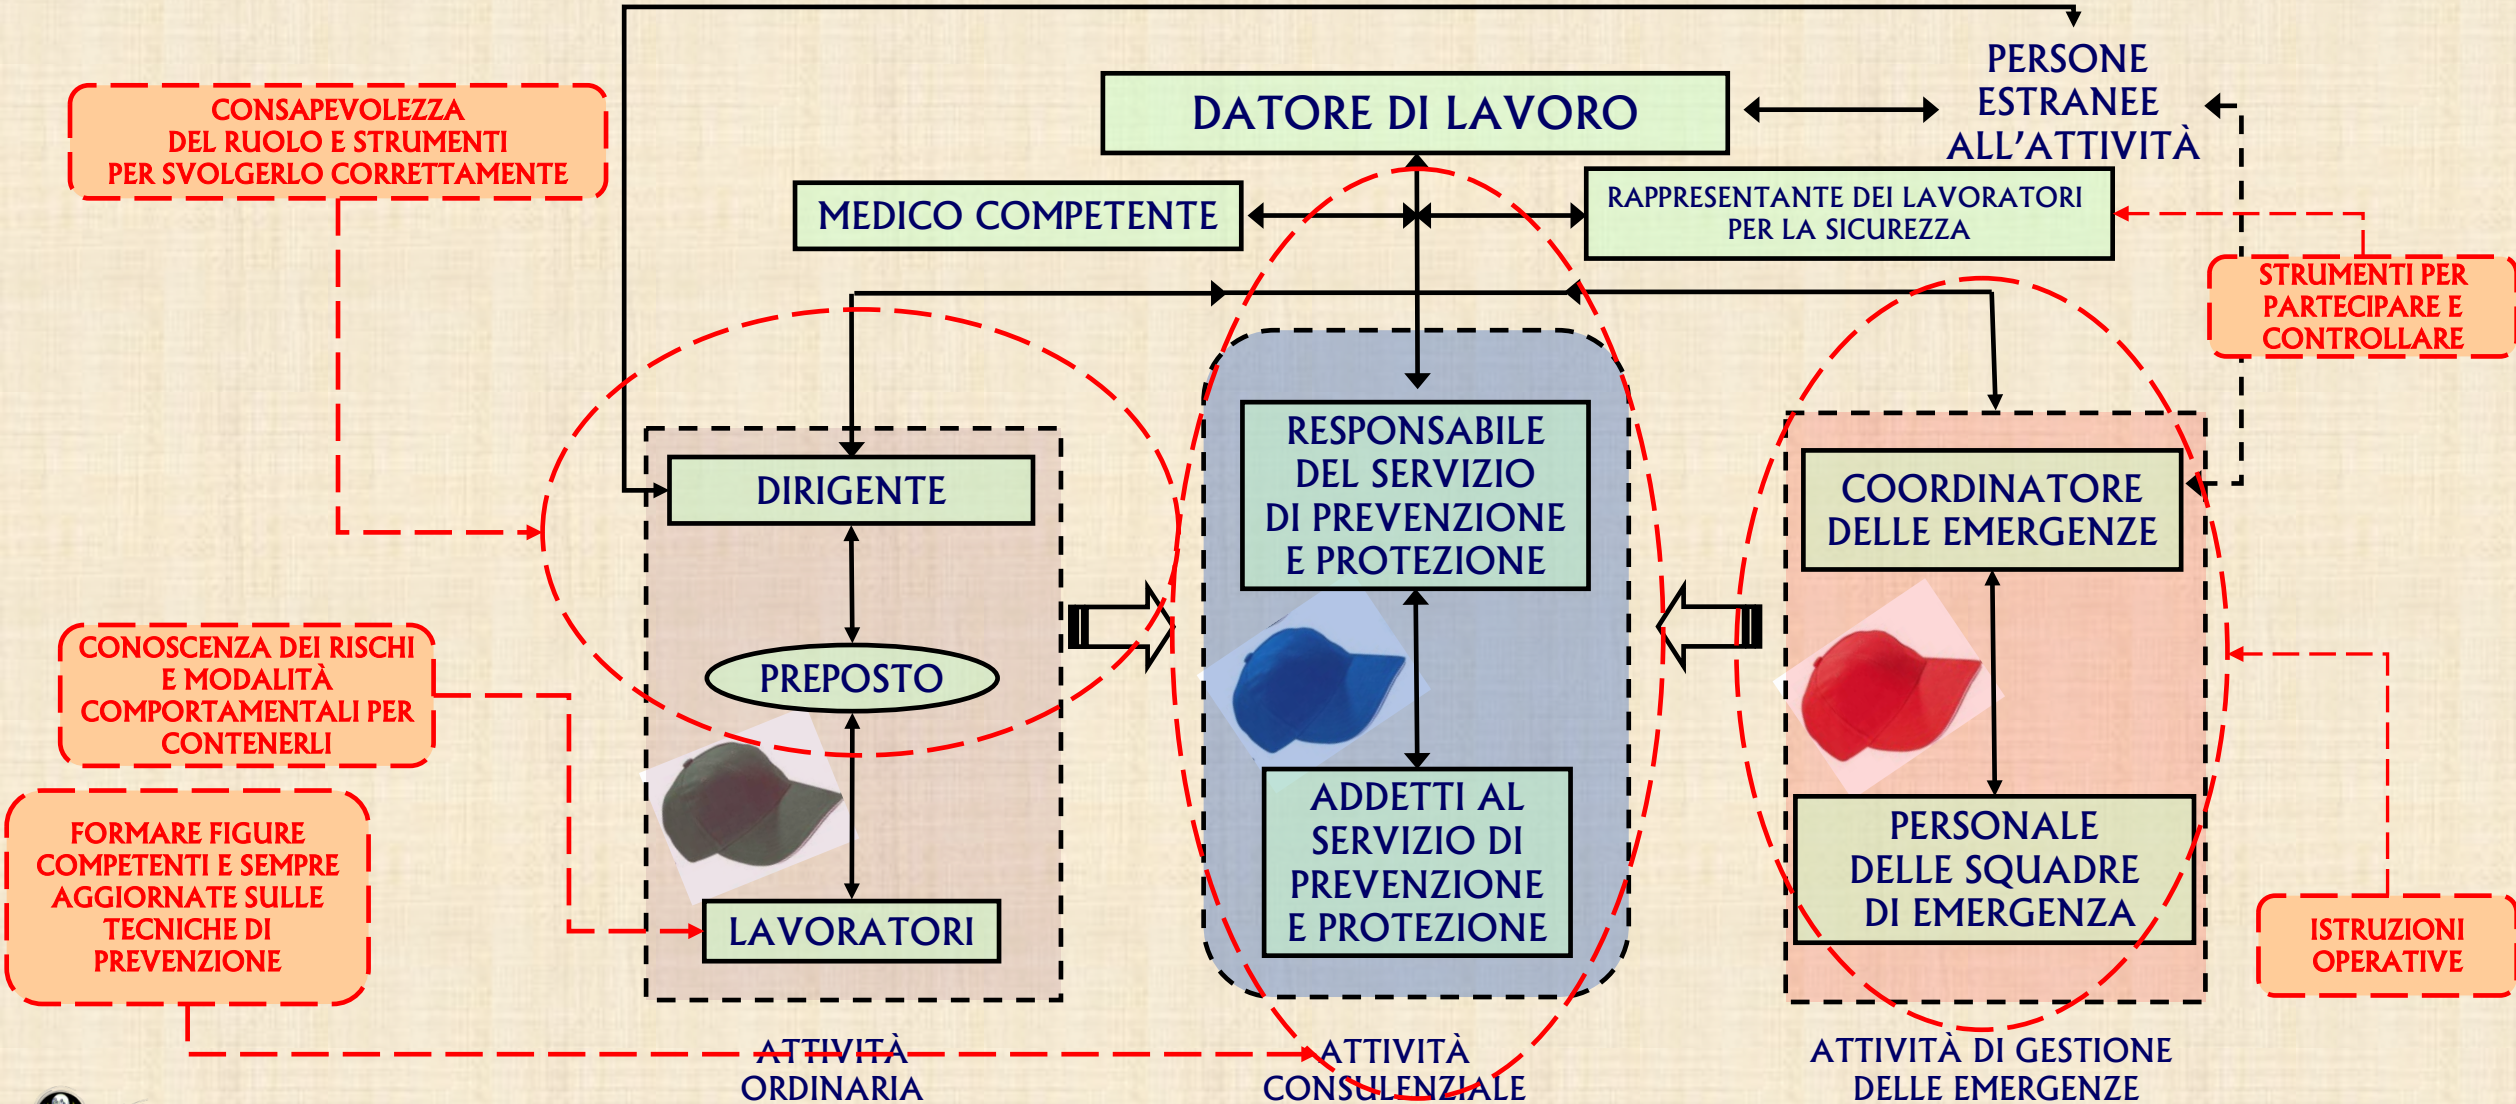 PERSONE
ESTRANEE
ALL'ATTIVITÀ
DATORE DI LAVORO
CONSAPEVOLEZZA
DEL RUOLO E STRUMENTI
PER SVOLGERLO CORRETTAMENTE
MEDICO COMPETENTE
RAPPRESENTANTE DEI LAVORATORI
PER LA SICUREZZA
STRUMENTI PER
PARTECIPARE E
CONTROLLARE
DIRIGENTE
RESPONSABILE
DEL SERVIZIO
DI PREVENZIONE
E PROTEZIONE
COORDINATORE
DELLE EMERGENZE
CONOSCENZA DEI RISCHI
E MODALITÀ
COMPORTAMENTALI PER
CONTENERLI
PREPOSTO
FORMARE FIGURE
COMPETENTI E SEMPRE
AGGIORNATE SULLE
TECNICHE DI
PREVENZIONE
LAVORATORI
ADDETTI AL
SERVIZIO DI
PREVENZIONE
E PROTEZIONE
PERSONALE
DELLE SQUADRE
DI EMERGENZA
ISTRUZIONI
OPERATIVE
ATTIVITÀ
ORDINARIA
ATTIVITÀ
CONSULENZIALE
ATTIVITÀ DI GESTIONE
DELLE EMERGENZE